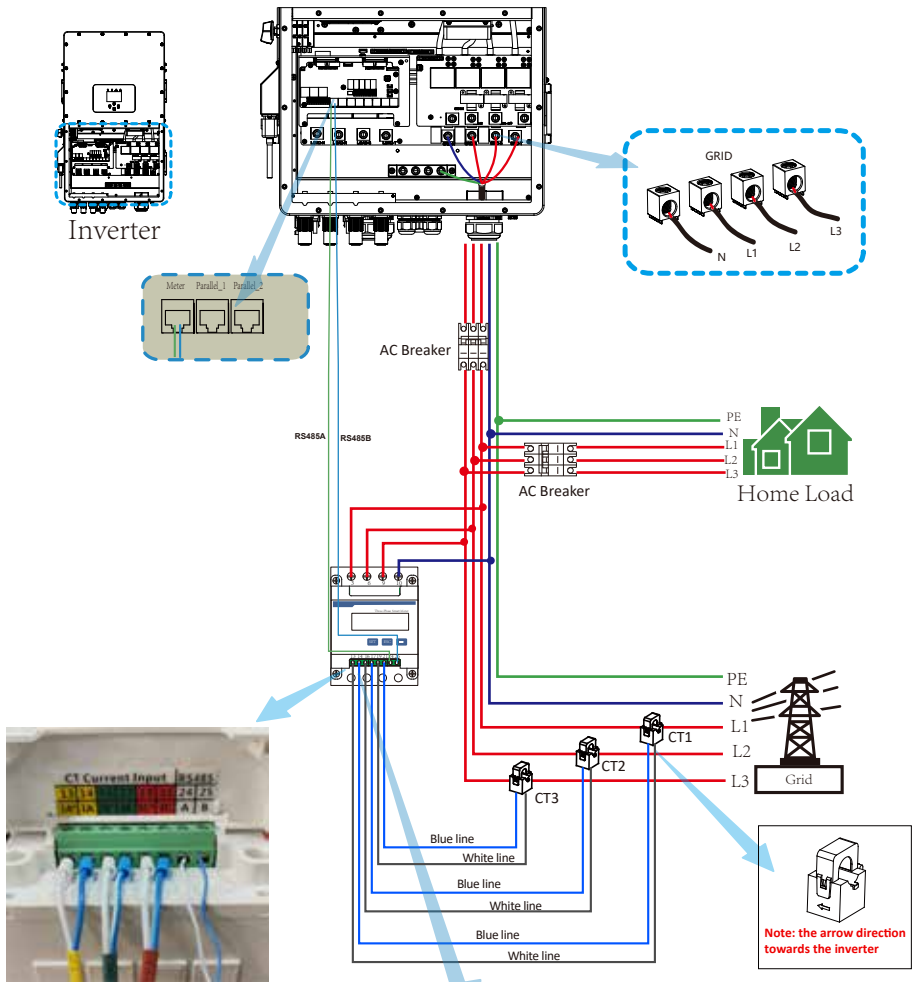 Inverter
GRID
N
L1
L2
L3
Meter
Parallel_1
Parallel_2
AC Breaker
RS485A
RS485B
PE
N
L1
L2
L3
AC Breaker
Home Load
PE
N
L1
L2
L3
Grid
CT1
CT2
CT3
Blue line
White line
Blue line
White line
Blue line
White line
CT Current Input
RS485
13 14
24 25
A B
Note: the arrow direction
towards the inverter